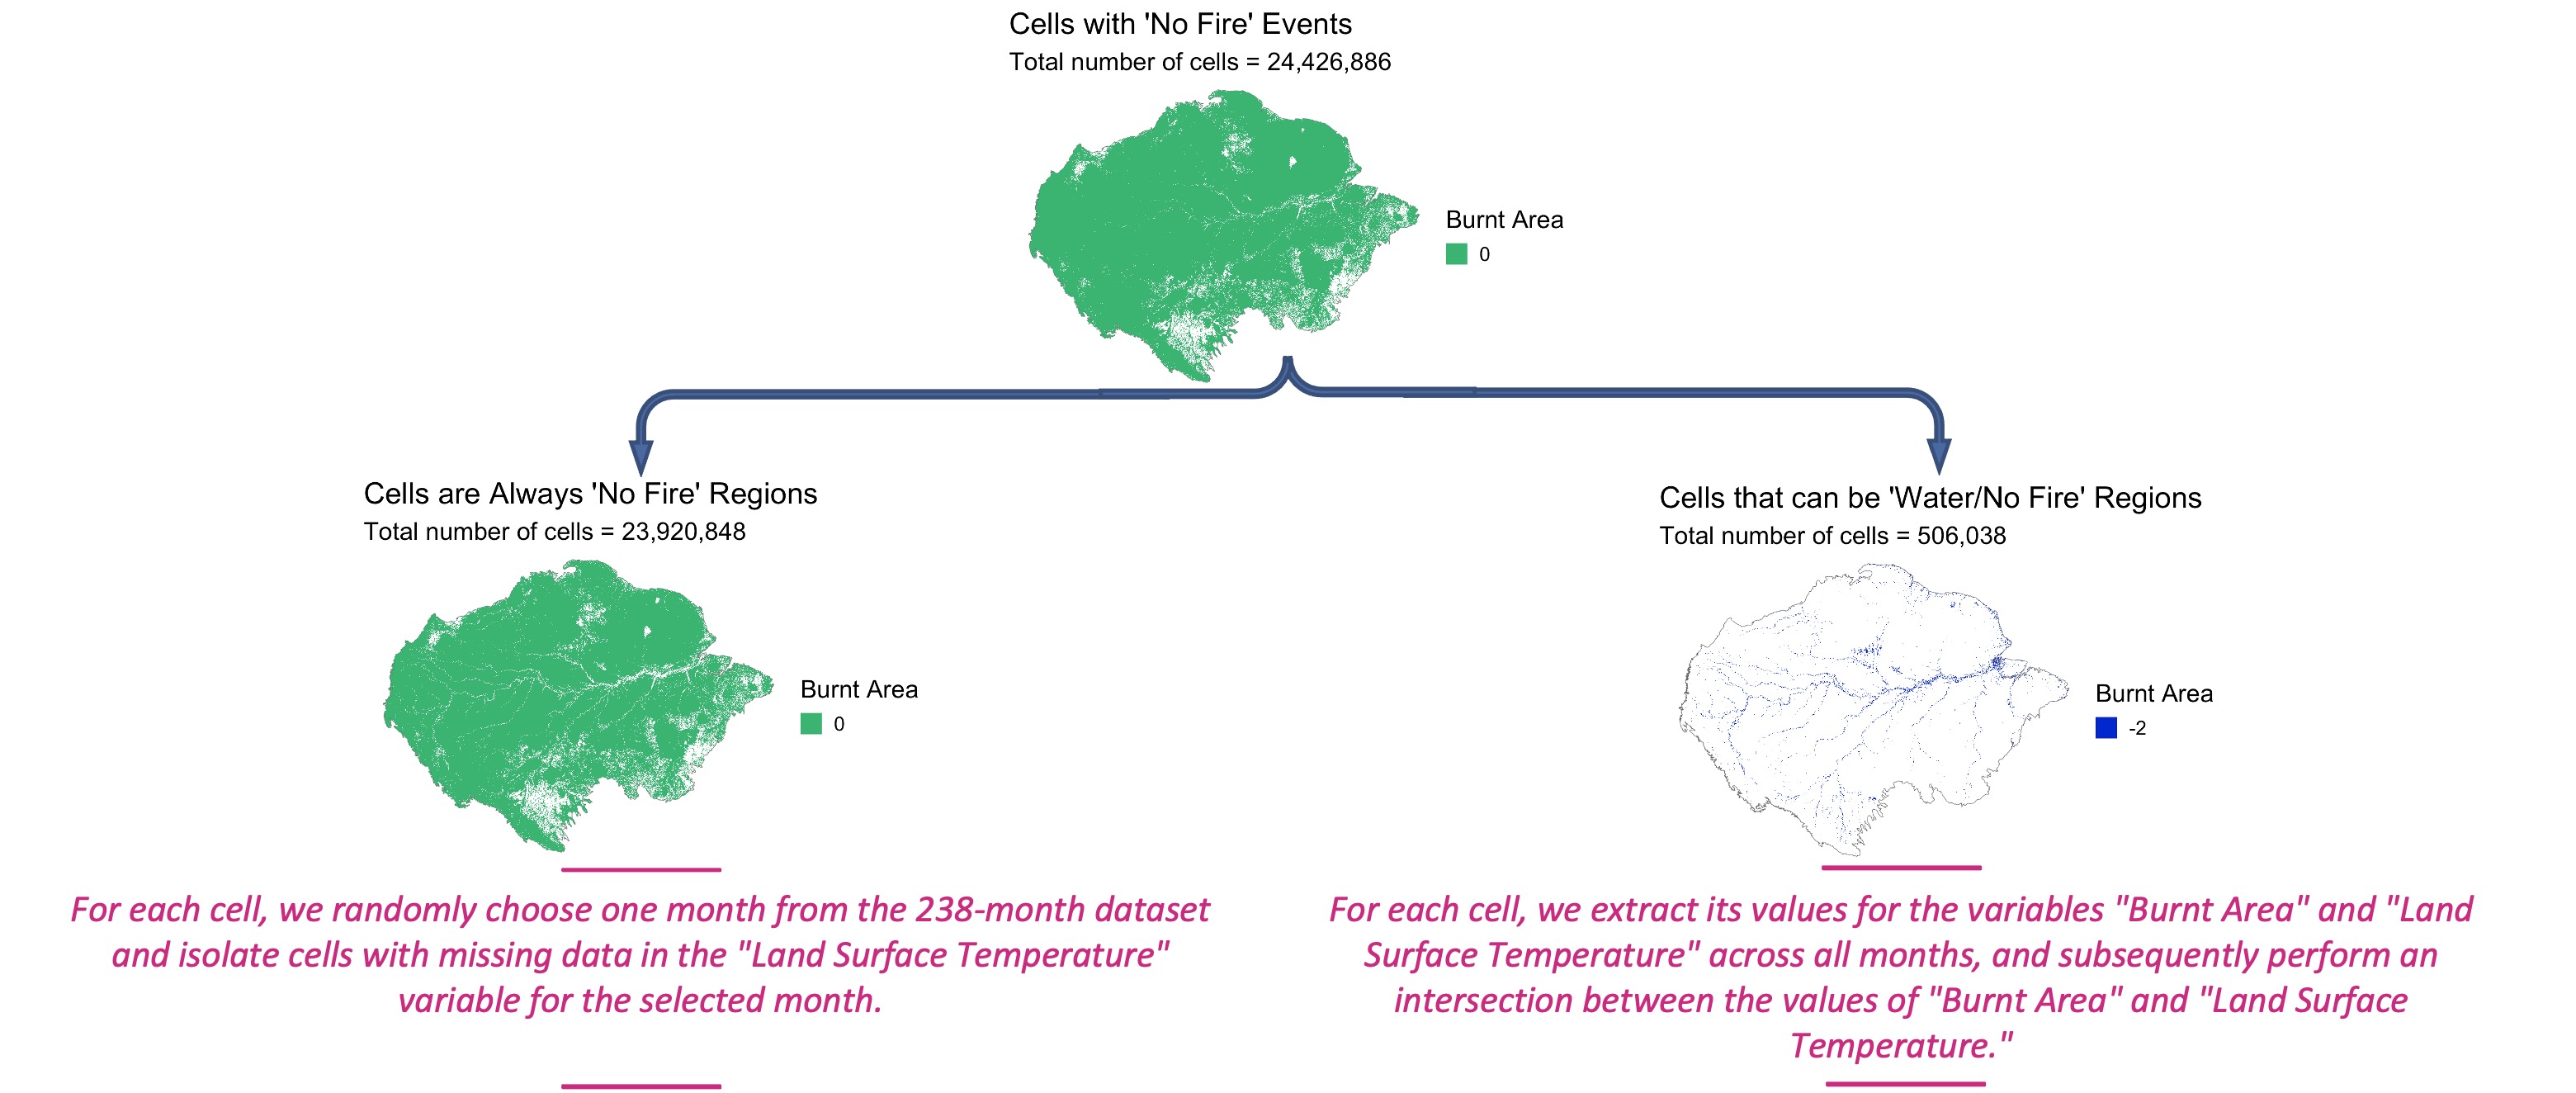 Cells with 'No Fire' Events
Total number of cells = 24,426,886
Burnt Area
0
Cells are Always 'No Fire' Regions
Total number of cells = 23,920,848
Burnt Area
0
For each cell, we randomly choose one month from the 238-month dataset
and isolate cells with missing data in the "Land Surface Temperature"
variable for the selected month.
Cells that can be 'Water/No Fire' Regions
Total number of cells = 506,038
Burnt Area
-2
For each cell, we extract its values for the variables "Burnt Area" and "Land
Surface Temperature" across all months, and subsequently perform an
intersection between the values of "Burnt Area" and "Land Surface
Temperature."